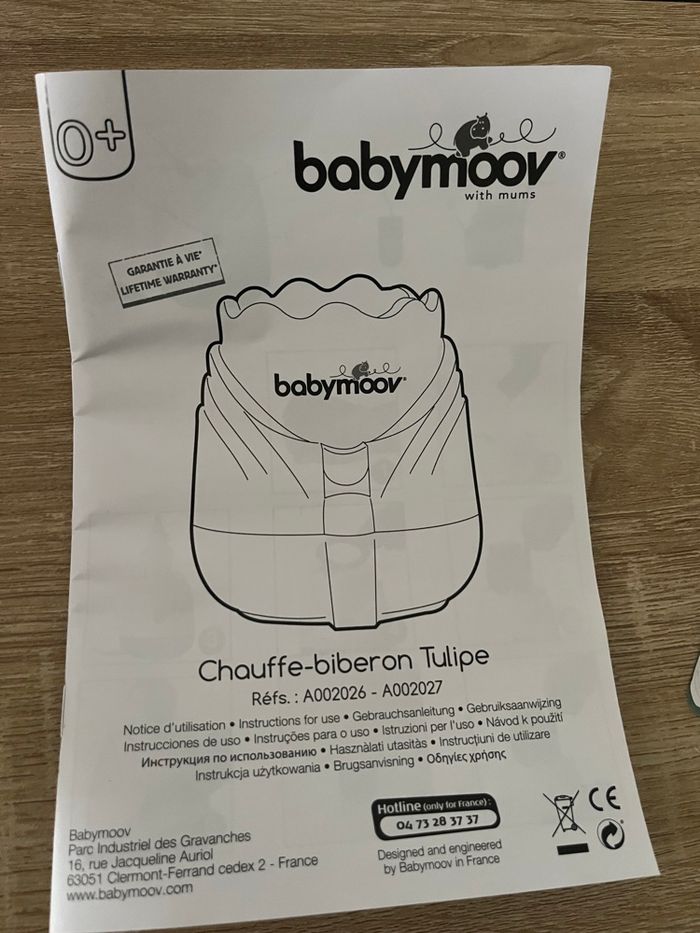 0+
babymoov®
with mums
GARANTIE À VIE*
LIFETIME WARRANTY*
babymoov®
Chauffe-biberon Tulipe
Réfs. : A002026 - A002027
Notice d'utilisation • Instructions for use • Gebrauchsanleitung • Gebruiksaanwijzing
Instrucciones de uso • Instruções para o uso • Istruzioni per l'uso • Návod k použití
Инструкция по использованию • Használati utasitàs • Instrucţiuni de utilizare
Instrukcja użytkowania • Brugsanvisning • Οδηγίες χρήσης
Babymoov
Parc Industriel des Gravanches
16, rue Jacqueline Auriol
63051 Clermont-Ferrand cedex 2 - France
www.babymoov.com
Hotline (only for France) :
04 73 28 37 37
Designed and engineered
by Babymoov in France
CE